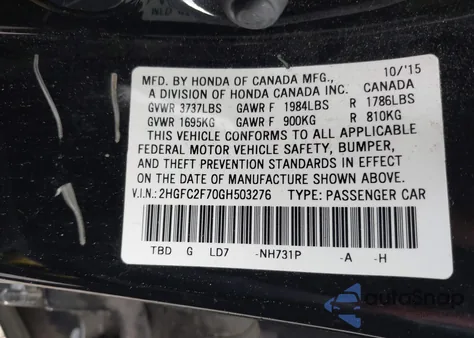 MFD. BY HONDA OF CANADA MFG., 10/'15
A DIVISION OF HONDA CANADA INC. CANADA
GVWR 3737LBS GAWR F 1984LBS R 1786LBS
GVWR 1695KG GAWR F 900KG R 810KG
THIS VEHICLE CONFORMS TO ALL APPLICABLE
FEDERAL MOTOR VEHICLE SAFETY, BUMPER,
AND THEFT PREVENTION STANDARDS IN EFFECT
ON THE DATE OF MANUFACTURE SHOWN ABOVE.
V.I.N.: 2HGFC2F70GH503276 TYPE: PASSENGER CAR
TBD G LD7 -NH731P -A -H
autoSnap